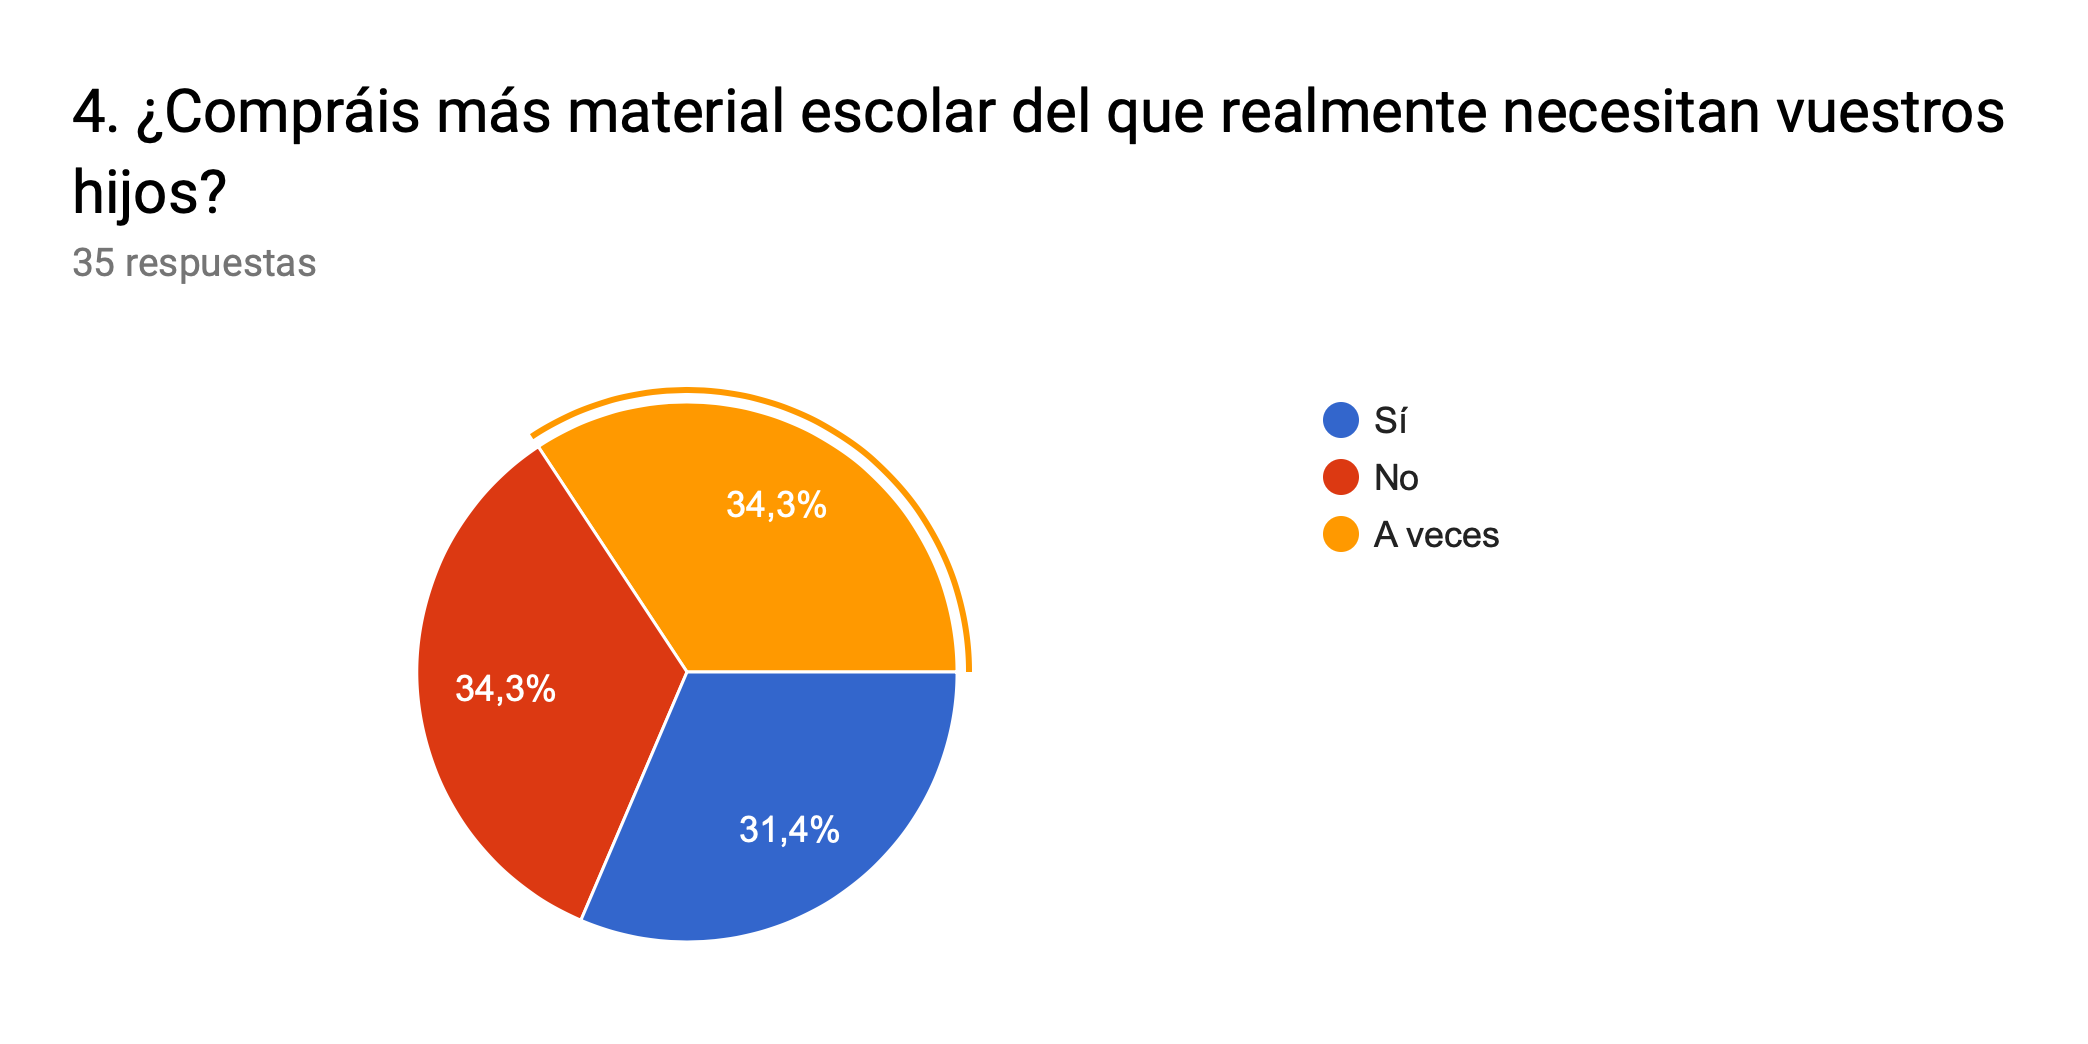 4. ¿Compráis más material escolar del que realmente necesitan vuestros
hijos?
35 respuestas
Sí
No
A veces
34,3%
34,3%
31,4%